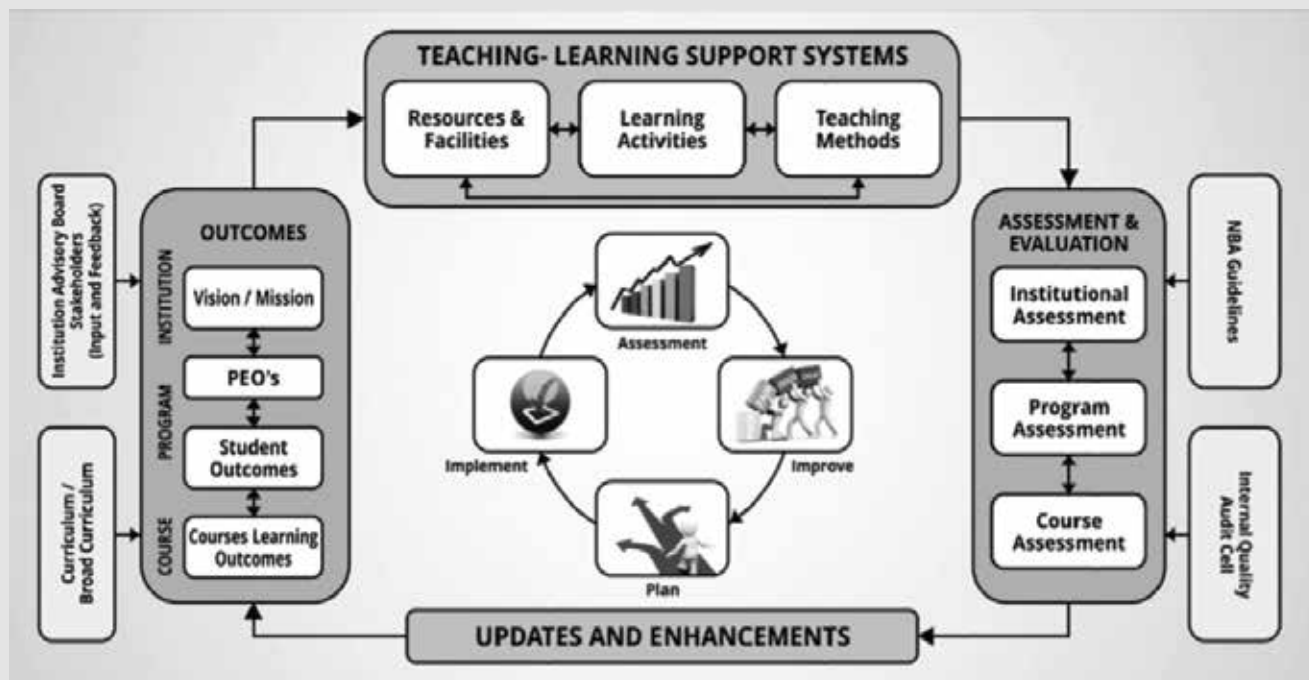 TEACHING- LEARNING SUPPORT SYSTEMS
Resources &
Facilities
Learning
Activities
Teaching
Methods
Institution Advisory Board
Stakeholders
(Input and Feedback)
Curriculum /
Broad Curriculum
OUTCOMES
INSTITUTION
Vision / Mission
PROGRAM
PEO's
Student
Outcomes
COURSE
Courses Learning
Outcomes
Assessment
Implement
Improve
Plan
ASSESSMENT &
EVALUATION
Institutional
Assessment
Program
Assessment
Course
Assessment
NBA Guidelines
Internal Quality
Audit Cell
UPDATES AND ENHANCEMENTS